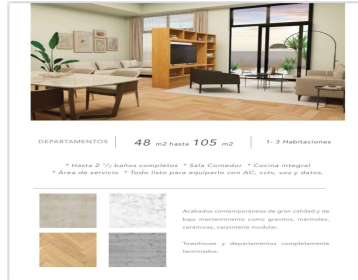 DEPARTAMENTOS 48 m2 hasta 105 m2 1- 3 Habitaciones
* Hasta 2 ½ baños completos * Sala Comedor * Cocina integral
* Área de servicio * Todo listo para equiparlo con AC, cctv, voz y datos.
Acabados contemporáneos de gran calidad y de
bajo mantenimiento como granitos, mármoles,
cerámicas, carpintería modular.
Townhouse y departamentos completamente
terminados.